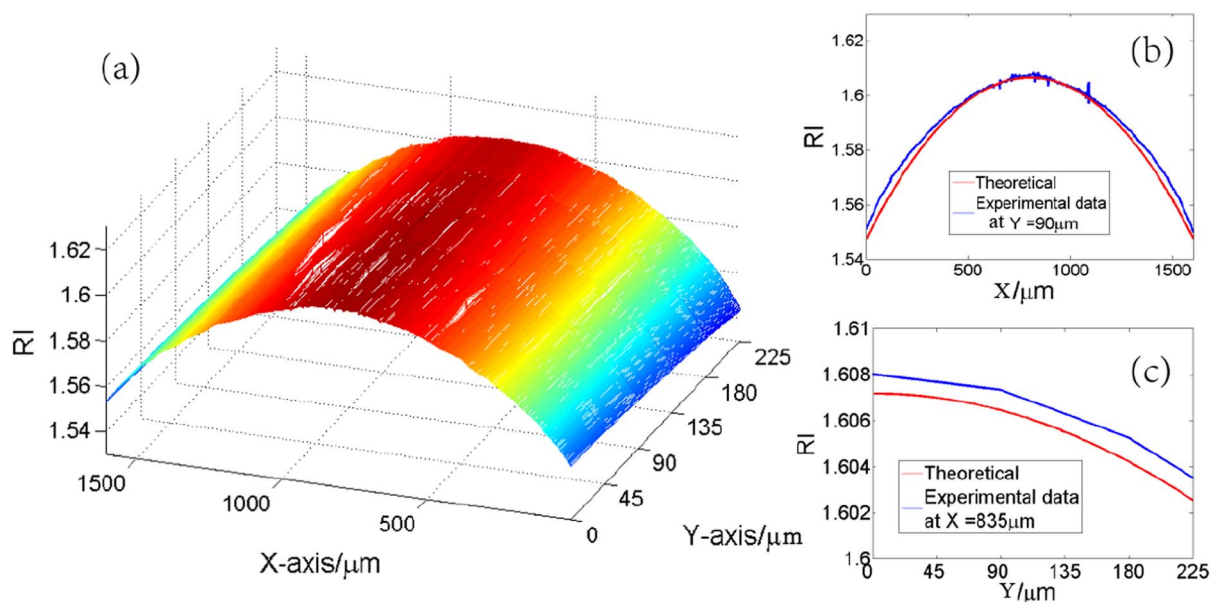 (a)
RI
1.62
1.6
1.58
1.56
1.54
1500
1000
500
0
X-axis/μm
225
180
135
90
45
Y-axis/μm
(b)
RI
1.62
1.6
1.58
1.56
1.54
0
500
1000
1500
X/μm
Theoretical
Experimental data
at Y =90μm
(c)
RI
1.61
1.608
1.606
1.604
1.602
1.6
0
45
90
135
180
225
Y/μm
Theoretical
Experimental data
at X =835μm